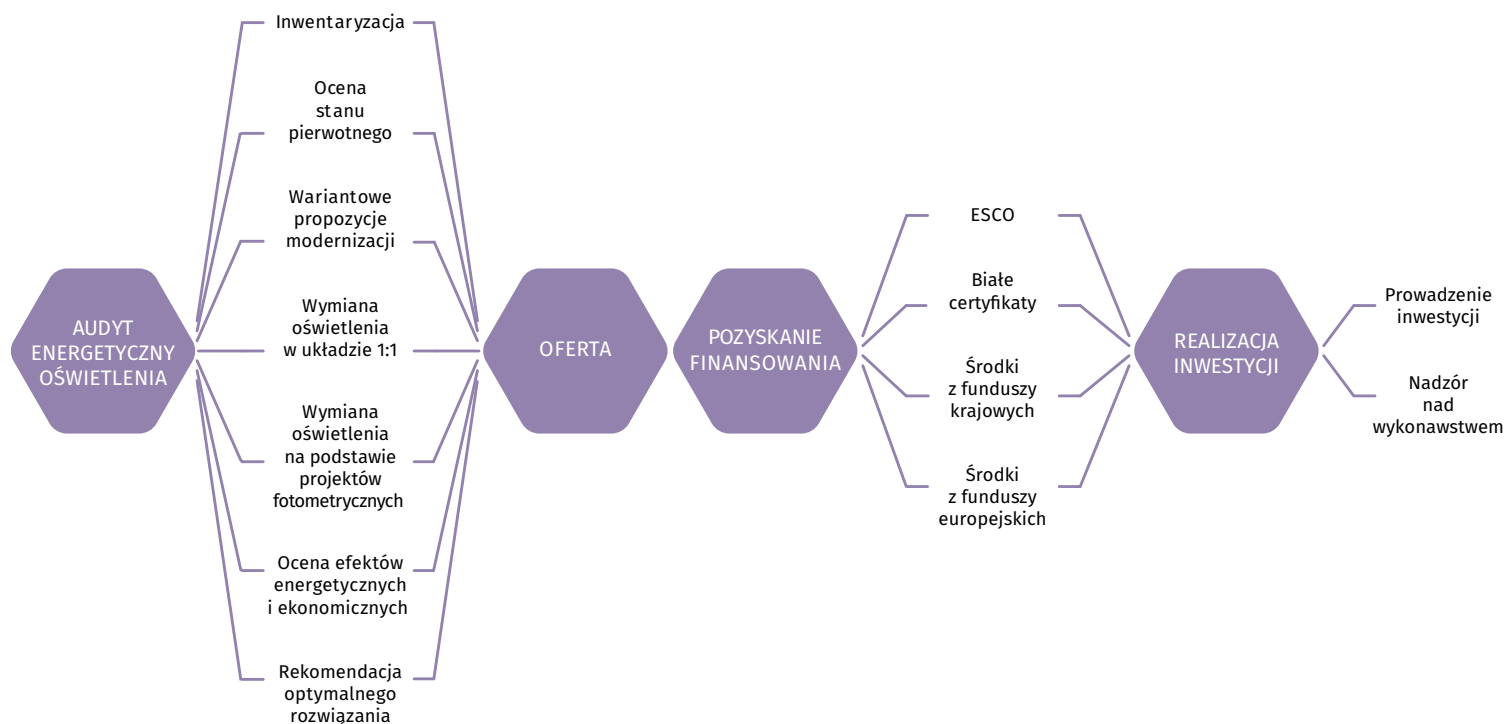 AUDYT
ENERGETYCZNY
OŚWIETLENIA
Inwentaryzacja
Ocena
stanu
pierwotnego
Wariantowe
propozycje
modernizacji
Wymiana
oświetlenia
w układzie 1:1
Wymiana
oświetlenia
na podstawie
projektów
fotometrycznych
Ocena efektów
energetycznych
i ekonomicznych
Rekomendacja
optymalnego
rozwiązania
OFERTA
POZYSKANIE
FINANSOWANIA
ESCO
Białe
certyfikaty
Środki
z funduszy
krajowych
Środki
z funduszy
europejskich
REALIZACJA
INWESTYCJI
Prowadzenie
inwestycji
Nadzór
nad
wykonawstwem